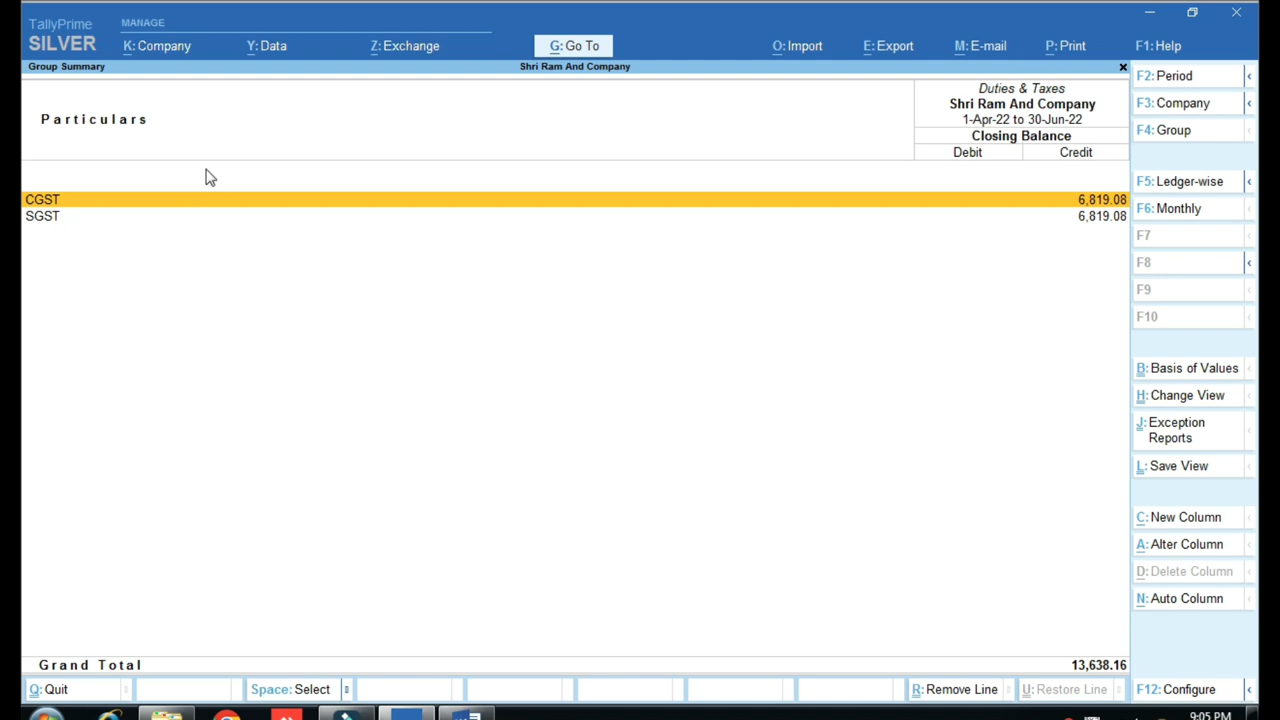 TallyPrime
MANAGE
SILVER
K: Company
Y: Data
Z: Exchange
G: Go To
O: Import
E: Export
M: E-mail
P: Print
F1: Help
Group Summary
Shri Ram And Company
Particulars
Duties & Taxes
Shri Ram And Company
1-Apr-22 to 30-Jun-22
Closing Balance
Debit Credit
CGST 6,819.08
SGST 6,819.08
Grand Total 13,638.16
F2: Period
F3: Company
F4: Group
F5: Ledger-wise
F6: Monthly
F7
F8
F9
F10
B: Basis of Values
H: Change View
J: Exception
Reports
L: Save View
C: New Column
A: Alter Column
D: Delete Column
N: Auto Column
Q: Quit
Space: Select
R: Remove Line
U: Restore Line
F12: Configure
9:05 PM